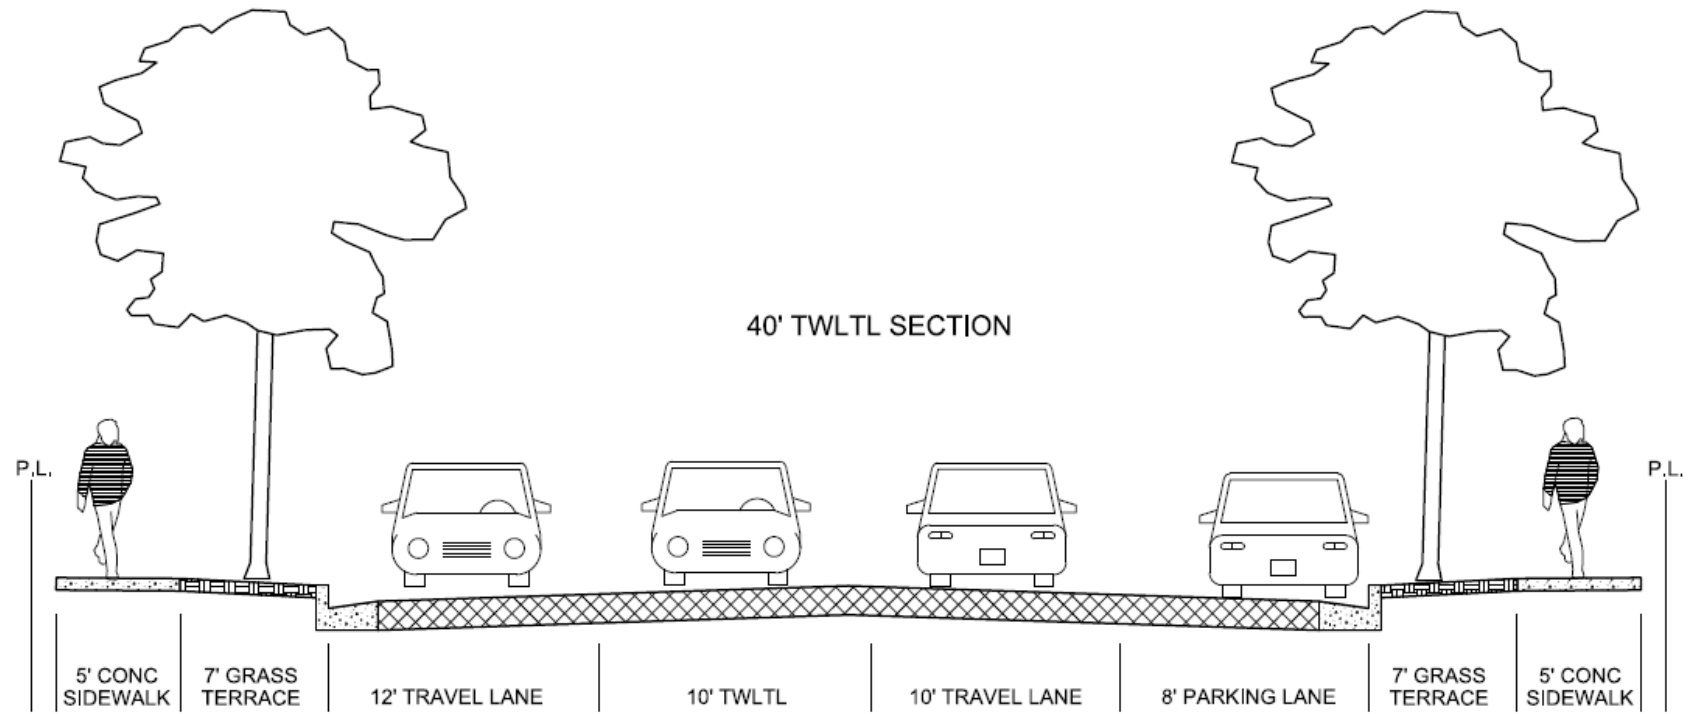 40' TWLTL SECTION
P.L.
P.L.
5' CONC
SIDEWALK
7' GRASS
TERRACE
12' TRAVEL LANE
10' TWLTL
10' TRAVEL LANE
8' PARKING LANE
7' GRASS
TERRACE
5' CONC
SIDEWALK